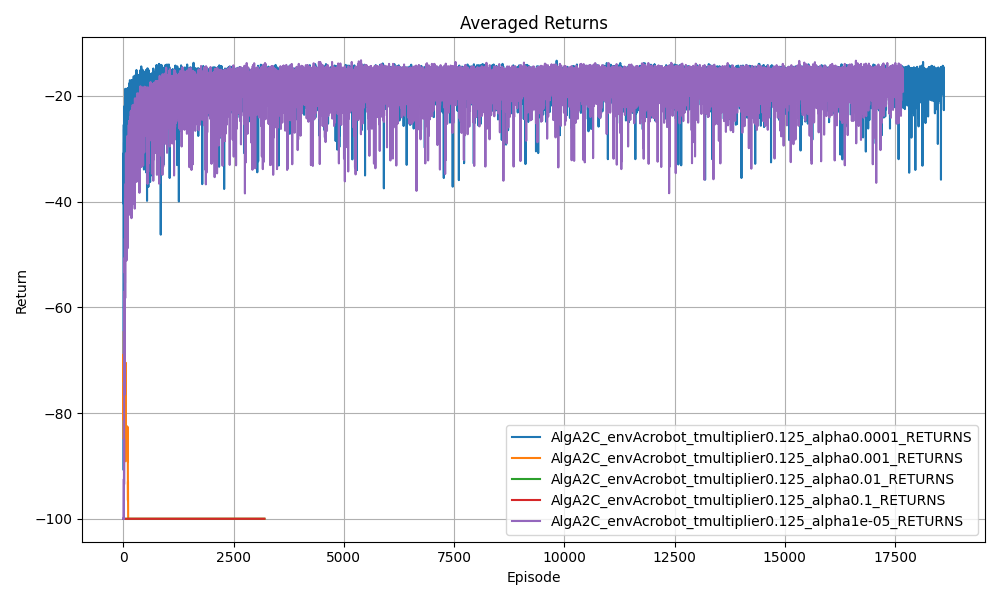 Averaged Returns
Return
−20
−40
−60
−80
−100
0 2500 5000 7500 10000 12500 15000 17500
Episode
AlgA2C_envAcrobot_tmultiplier0.125_alpha0.0001_RETURNS
AlgA2C_envAcrobot_tmultiplier0.125_alpha0.001_RETURNS
AlgA2C_envAcrobot_tmultiplier0.125_alpha0.01_RETURNS
AlgA2C_envAcrobot_tmultiplier0.125_alpha0.1_RETURNS
AlgA2C_envAcrobot_tmultiplier0.125_alpha1e-05_RETURNS